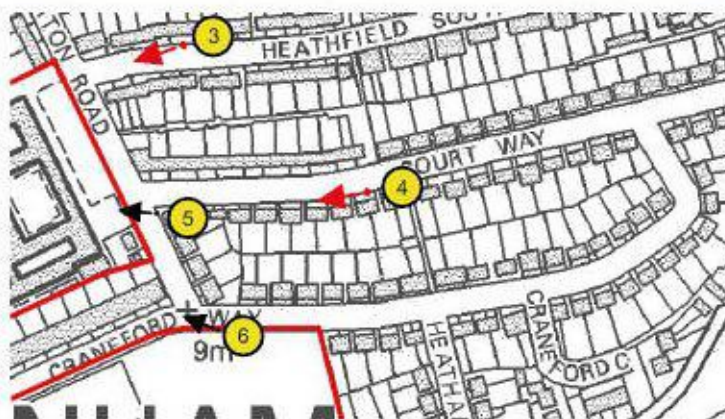 3
HEATHFIELD SOUT
TON ROAD
COURT WAY
4
5
6
CRANEFORD WAY
9m
CRANEFORD C
HEATHA